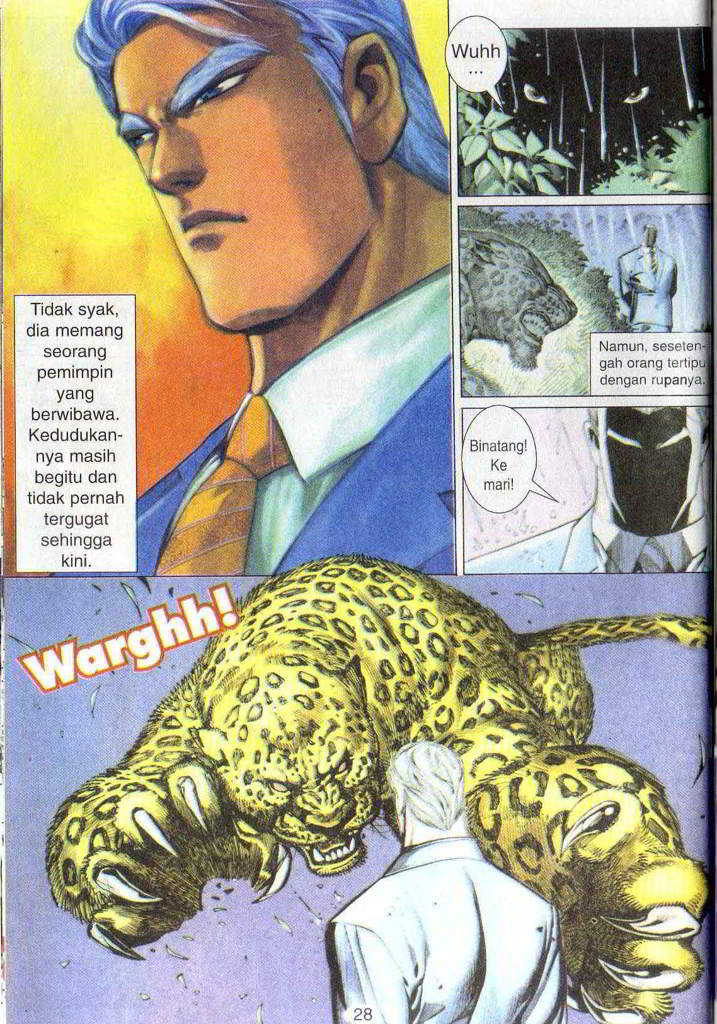 Tidak syak,
dia memang
seorang
pemimpin
yang
berwibawa.
Kedudukan-
nya masih
begitu dan
tidak pernah
tergugat
sehingga
kini.
Wuhh
...
Namun, seseten-
gah orang tertipu
dengan rupanya.
Binatang!
Ke
mari!
Warghh!
28